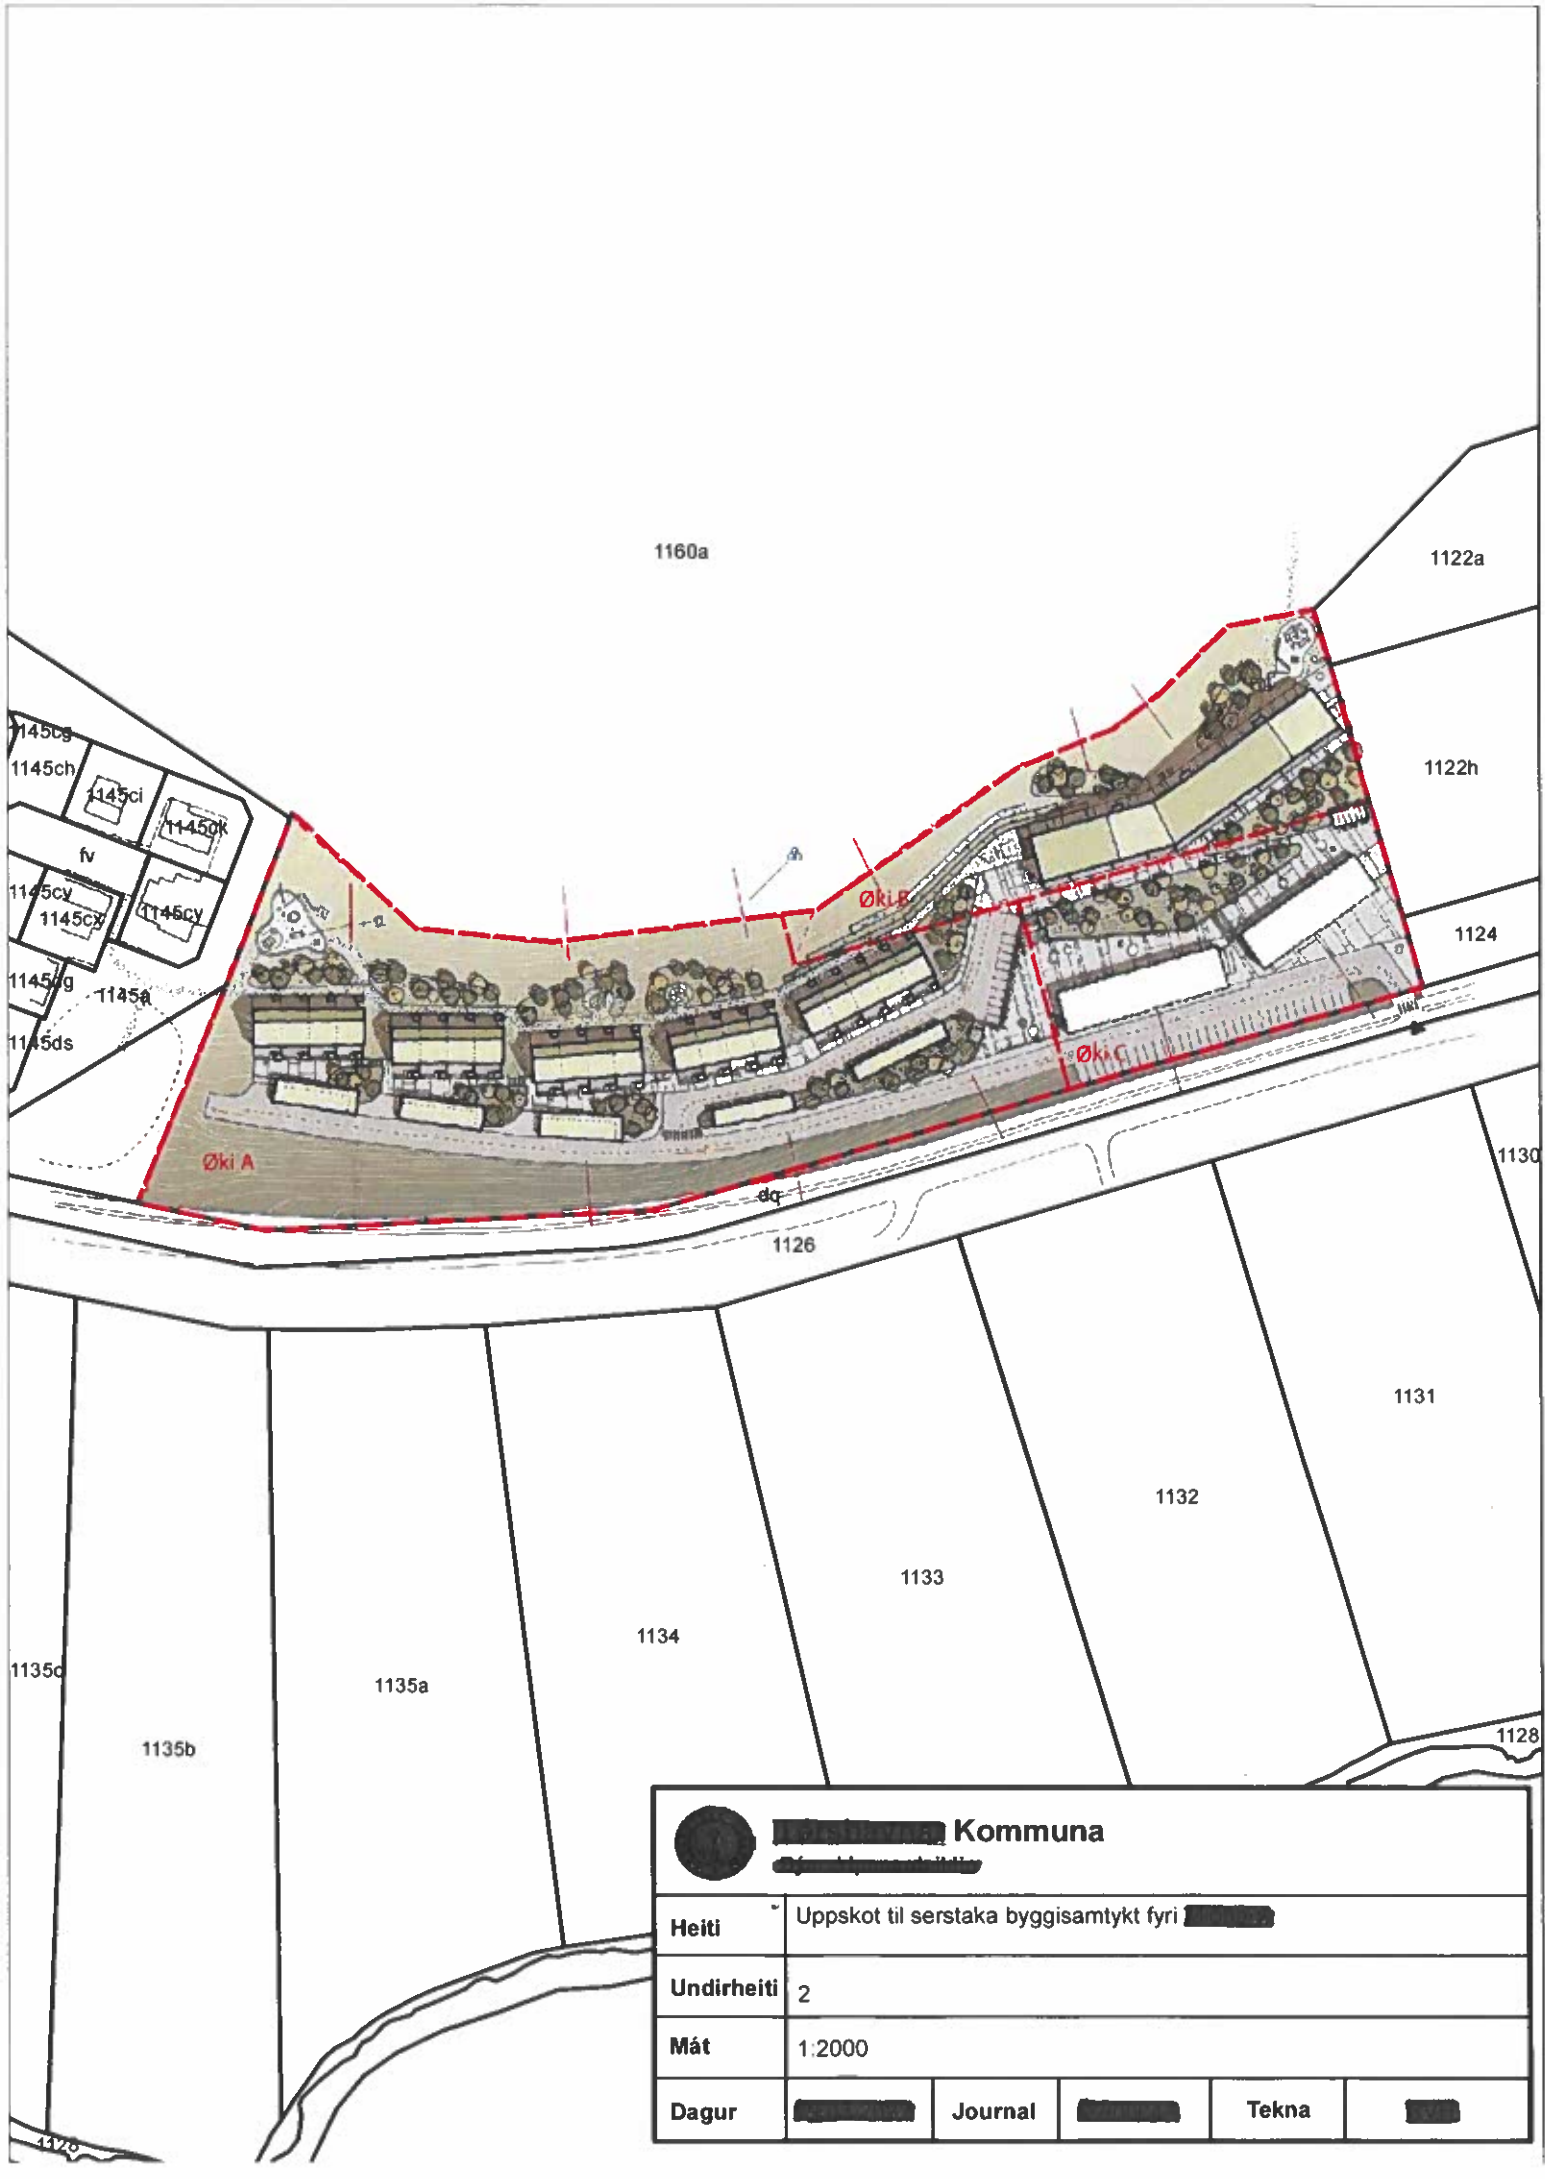 1160a
1122a
1145cg
1145ch
1145ci
1145ck
1122h
fv
1145cv
1145cx
1145cy
Øki B
1124
1145a
1145ds
Øki C
Øki A
dq
1126
1130
1131
1132
1133
1134
1135a
1135b
1128
1128
Kommuna
Heiti
Uppskot til serstaka byggisamtykt fyri
Undirheiti 2
Mát 1:2000
Dagur Journal Tekna